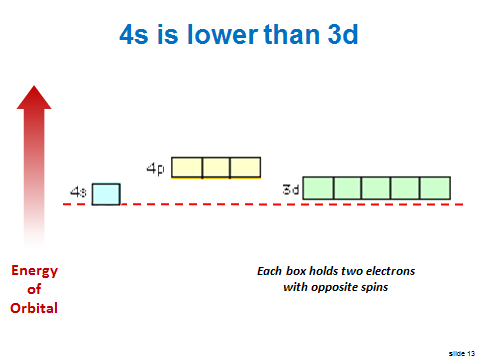 4s is lower than 3d
4p
4s
3d
Energy
of
Orbital
Each box holds two electrons
with opposite spins
slide 13